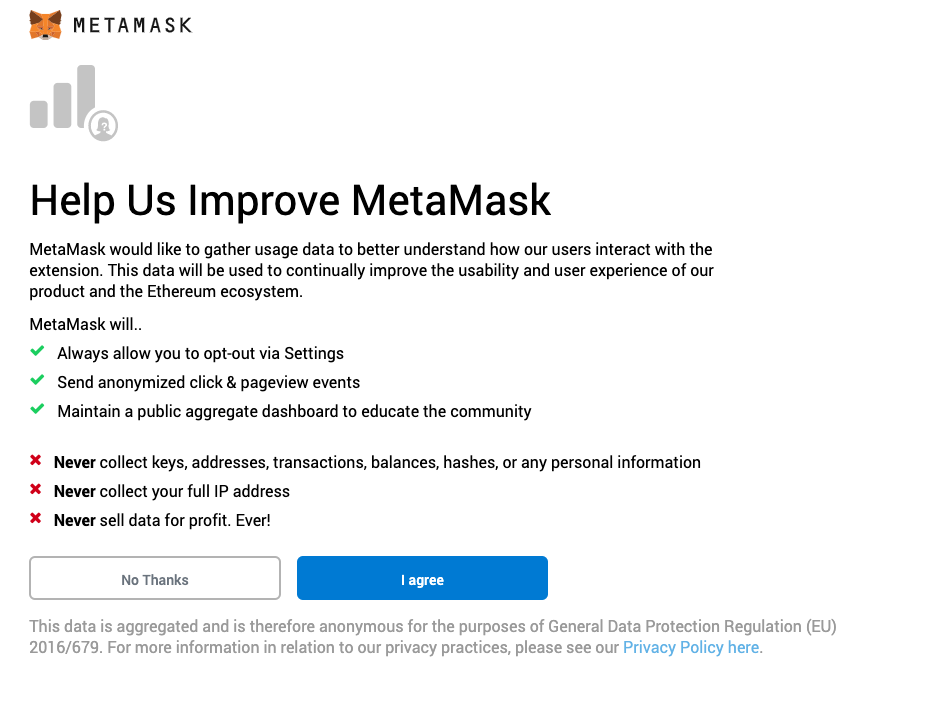 METAMASK
Help Us Improve MetaMask
MetaMask would like to gather usage data to better understand how our users interact with the
extension. This data will be used to continually improve the usability and user experience of our
product and the Ethereum ecosystem.
MetaMask will..
Always allow you to opt-out via Settings
Send anonymized click & pageview events
Maintain a public aggregate dashboard to educate the community
Never collect keys, addresses, transactions, balances, hashes, or any personal information
Never collect your full IP address
Never sell data for profit. Ever!
No Thanks
I agree
This data is aggregated and is therefore anonymous for the purposes of General Data Protection Regulation (EU)
2016/679. For more information in relation to our privacy practices, please see our Privacy Policy here.